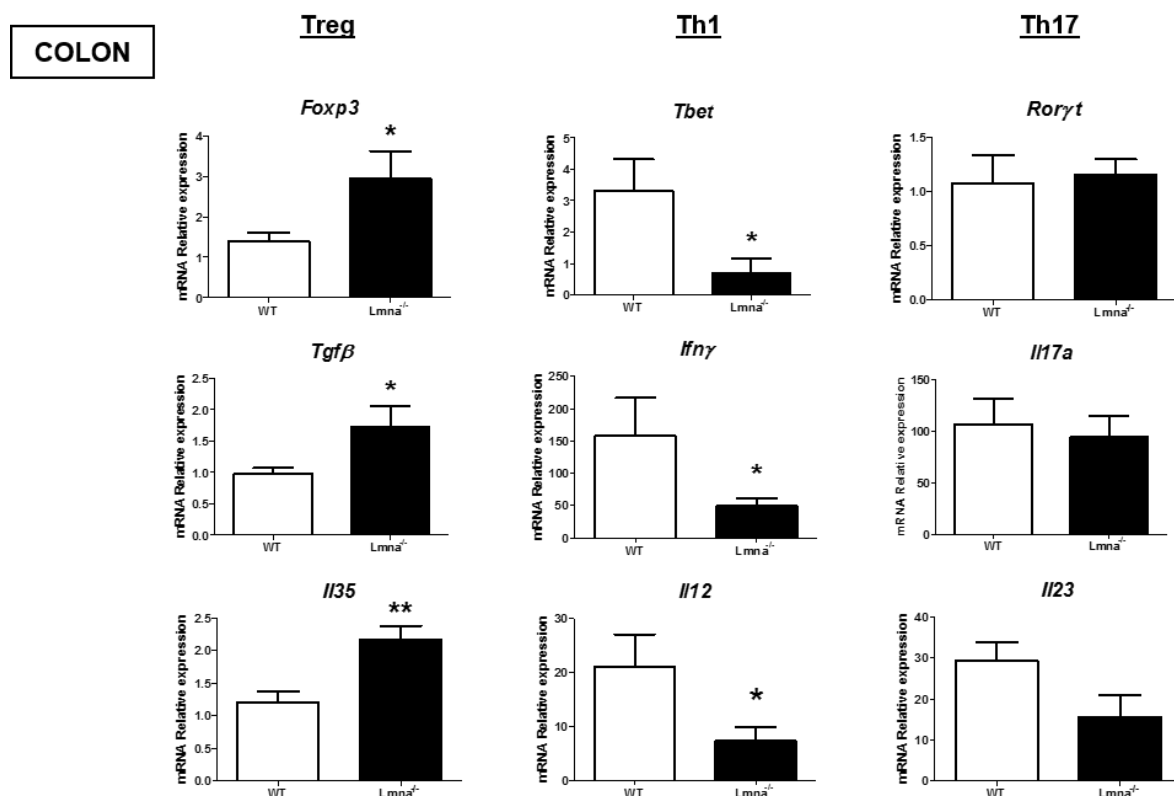 Treg
Th1
Th17
COLON
Foxp3
mRNA Relative expression
4
3
2
1
0
*
WT
Lmna-/-
Tbet
mRNA Relative expression
5
4
3
2
1
0
*
WT
Lmna-/-
Rorγt
mRNA Relative expression
1.5
1.0
0.5
0.0
WT
Lmna-/-
Tgfβ
mRNA Relative expression
2.5
2.0
1.5
1.0
0.5
0.0
*
WT
Lmna-/-
Ifnγ
mRNA Relative expression
250
200
150
100
50
0
*
WT
Lmna-/-
Il17a
mRNA Relative expression
150
100
50
0
WT
Lmna-/-
Il35
mRNA Relative expression
2.5
2.0
1.5
1.0
0.5
0.0
**
WT
Lmna-/-
Il12
mRNA Relative expression
30
20
10
0
*
WT
Lmna-/-
Il23
mRNA Relative expression
40
30
20
10
0
WT
Lmna-/-